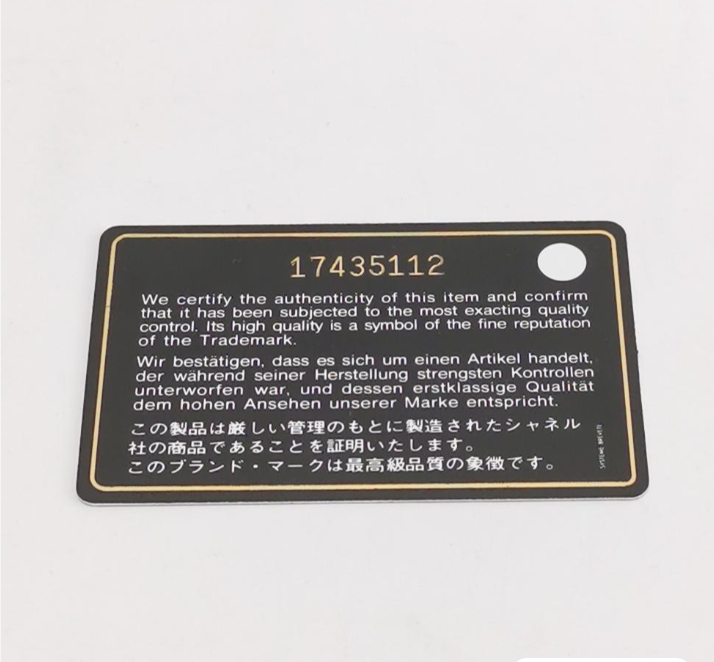 17435112
We certify the authenticity of this item and confirm
that it has been subjected to the most exacting quality
control. Its high quality is a symbol of the fine reputation
of the Trademark.
Wir bestätigen, dass es sich um einen Artikel handelt,
der während seiner Herstellung strengsten Kontrollen
unterworfen war, und dessen erstklassige Qualität
dem hohen Ansehen unserer Marke entspricht.
この製品は厳しい管理のもとに製造されたシャネル
社の商品であることを証明いたします。
このブランド・マークは最高級品質の象徴です。